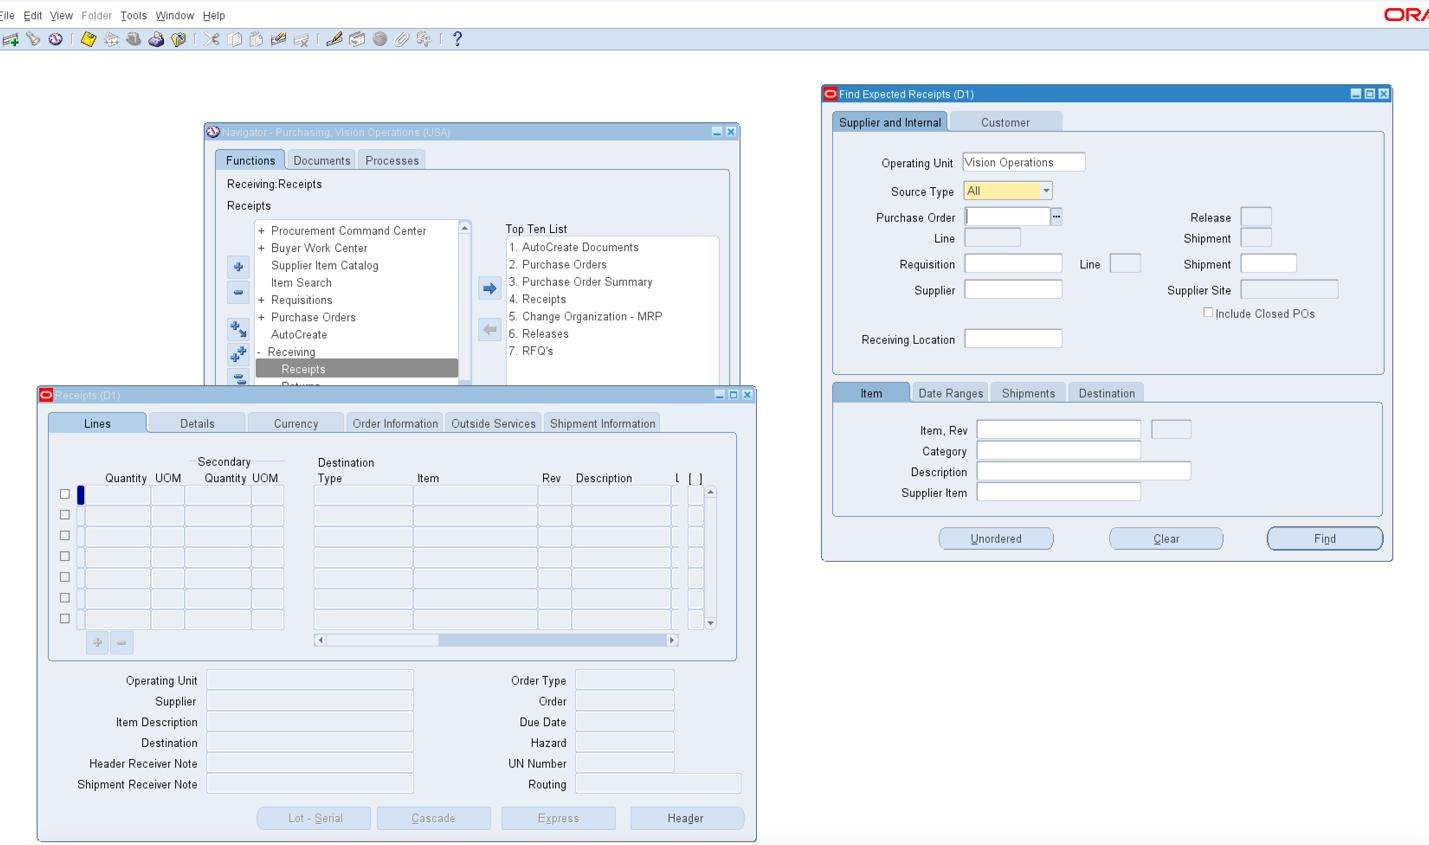 File Edit View Folder Tools Window Help
ORA
Navigator - Purchasing, Vision Operations (USA)
Functions Documents Processes
Receiving:Receipts
Receipts
+ Procurement Command Center
+ Buyer Work Center
Supplier Item Catalog
Item Search
+ Requisitions
+ Purchase Orders
AutoCreate
- Receiving
Receipts
Returns
Top Ten List
1. AutoCreate Documents
2. Purchase Orders
3. Purchase Order Summary
4. Receipts
5. Change Organization - MRP
6. Releases
7. RFQ's
Find Expected Receipts (D1)
Supplier and Internal Customer
Operating Unit Vision Operations
Source Type All
Purchase Order Release
Line Shipment
Requisition Line Shipment
Supplier Supplier Site
Include Closed POs
Receiving Location
Item Date Ranges Shipments Destination
Item, Rev
Category
Description
Supplier Item
Unordered Clear Find
Receipts (D1)
Lines Details Currency Order Information Outside Services Shipment Information
Secondary Destination
Quantity UOM Quantity UOM Type Item Rev Description L [ ]
Operating Unit Order Type
Supplier Order
Item Description Due Date
Destination Hazard
Header Receiver Note UN Number
Shipment Receiver Note Routing
Lot - Serial Cascade Express Header